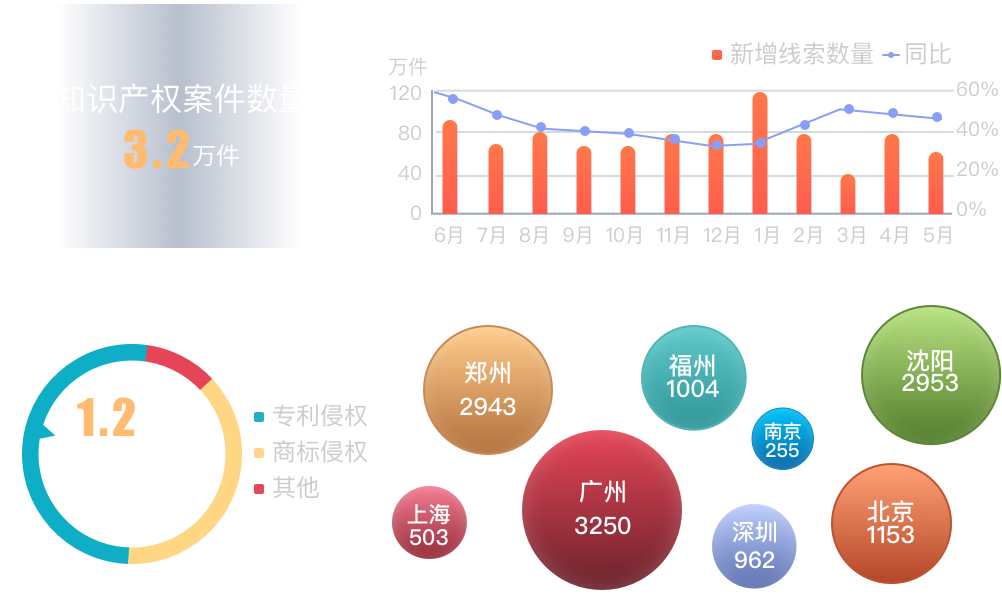 新增线索数量 同比
万件
120
80
40
0
60%
40%
20%
0%
6月 7月 8月 9月 10月 11月 12月 1月 2月 3月 4月 5月
知识产权案件数量
3.2万件
1.2
专利侵权
商标侵权
其他
郑州
2943
福州
1004
沈阳
2953
南京
255
上海
503
广州
3250
深圳
962
北京
1153